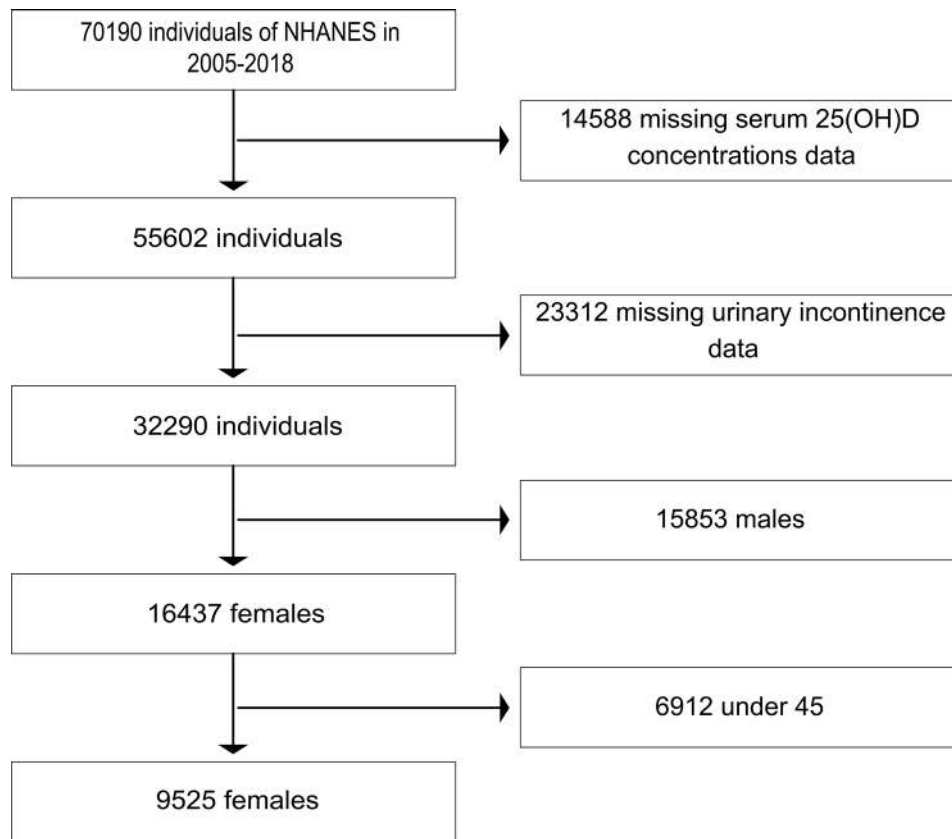 70190 individuals of NHANES in
2005-2018
14588 missing serum 25(OH)D
concentrations data
55602 individuals
23312 missing urinary incontinence
data
32290 individuals
15853 males
16437 females
6912 under 45
9525 females